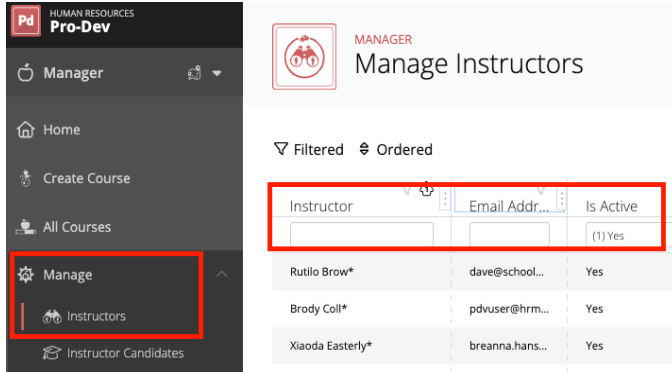 Pd
HUMAN RESOURCES
Pro-Dev
Manager
Home
Create Course
All Courses
Manage
Instructors
Instructor Candidates
MANAGER
Manage Instructors
Filtered Ordered
Instructor Email Addr... Is Active
(1) Yes
Rutilo Brow* dave@school... Yes
Brody Coll* pdvuser@hrm... Yes
Xiaoda Easterly* breanna.hans... Yes